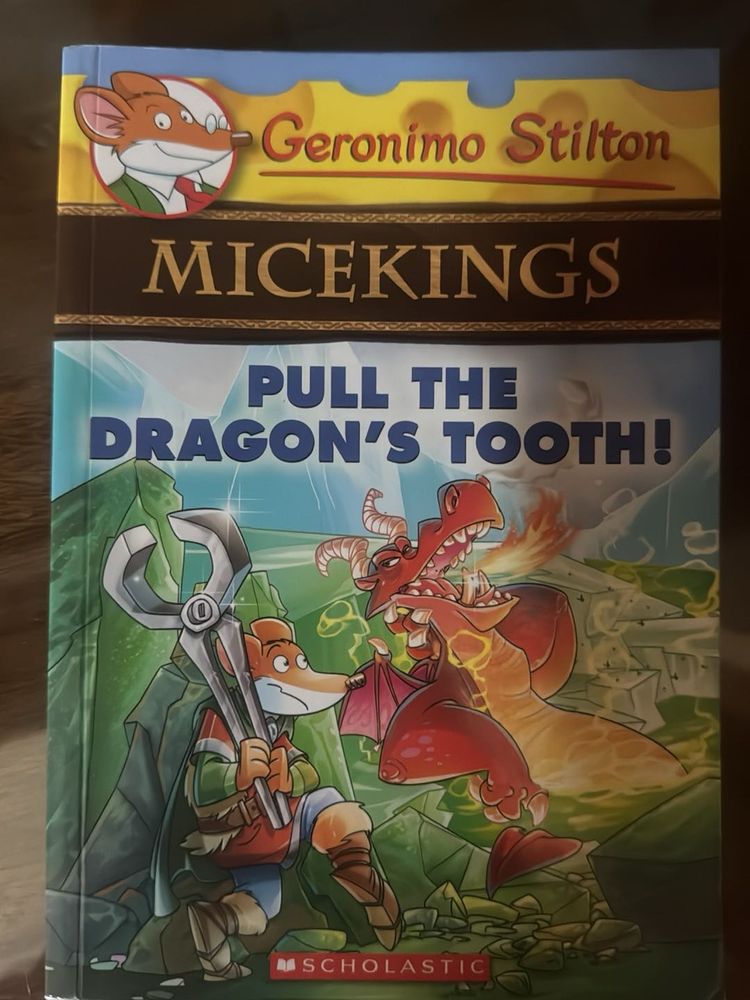 Geronimo Stilton
MICEKINGS
PULL THE
DRAGON'S TOOTH!
SCHOLASTIC